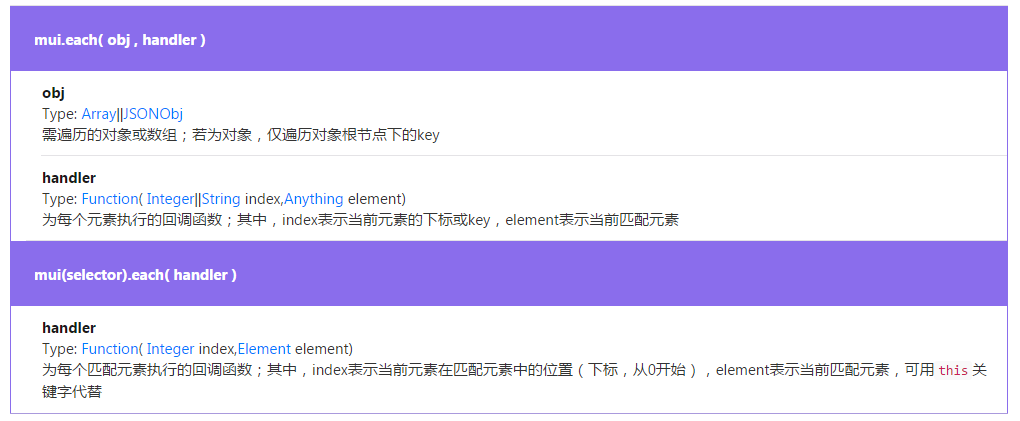 mui.each( obj , handler )
obj
Type: Array||JSONObj
需遍历的对象或数组；若为对象，仅遍历对象根节点下的key
handler
Type: Function( Integer||String index,Anything element)
为每个元素执行的回调函数；其中，index表示当前元素的下标或key，element表示当前匹配元素
mui(selector).each( handler )
handler
Type: Function( Integer index,Element element)
为每个匹配元素执行的回调函数；其中，index表示当前元素在匹配元素中的位置（下标，从0开始），element表示当前匹配元素，可用 this 关
键字代替